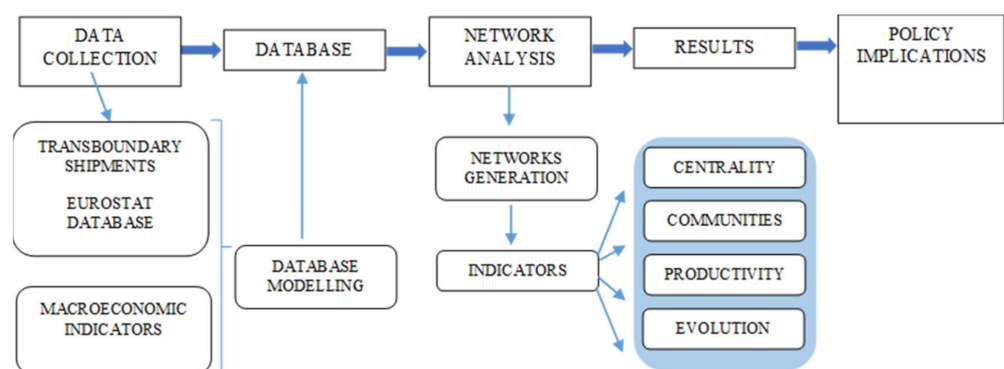 DATA
COLLECTION
DATABASE
NETWORK
ANALYSIS
RESULTS
POLICY
IMPLICATIONS
TRANSBOUNDARY
SHIPMENTS
EUROSTAT
DATABASE
MACROECONOMIC
INDICATORS
DATABASE
MODELLING
NETWORKS
GENERATION
INDICATORS
CENTRALITY
COMMUNITIES
PRODUCTIVITY
EVOLUTION